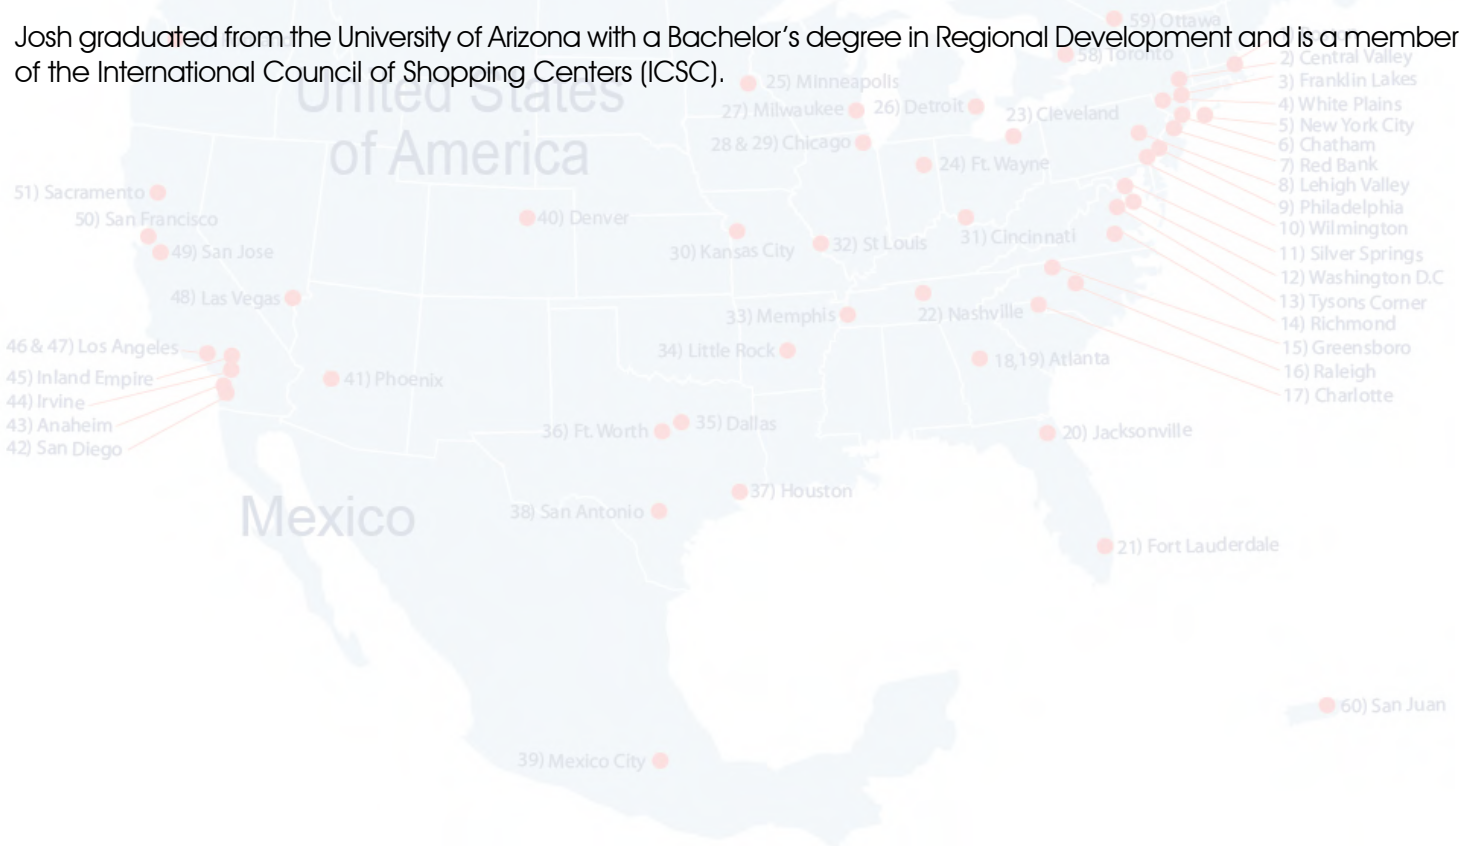 Josh graduated from the University of Arizona with a Bachelor's degree in Regional Development and is a member
of the International Council of Shopping Centers (ICSC).
59) Ottawa
58) Toronto
2) Central Valley
3) Franklin Lakes
4) White Plains
5) New York City
6) Chatham
7) Red Bank
8) Lehigh Valley
9) Philadelphia
10) Wilmington
11) Silver Springs
12) Washington D.C
13) Tysons Corner
14) Richmond
15) Greensboro
16) Raleigh
17) Charlotte
United States
of America
25) Minneapolis
27) Milwaukee
26) Detroit
23) Cleveland
28 & 29) Chicago
24) Ft. Wayne
51) Sacramento
50) San Francisco
49) San Jose
40) Denver
30) Kansas City
32) St Louis
31) Cincinnati
48) Las Vegas
33) Memphis
22) Nashville
46 & 47) Los Angeles
45) Inland Empire
44) Irvine
43) Anaheim
42) San Diego
41) Phoenix
34) Little Rock
18,19) Atlanta
36) Ft. Worth
35) Dallas
20) Jacksonville
Mexico
38) San Antonio
37) Houston
21) Fort Lauderdale
60) San Juan
39) Mexico City